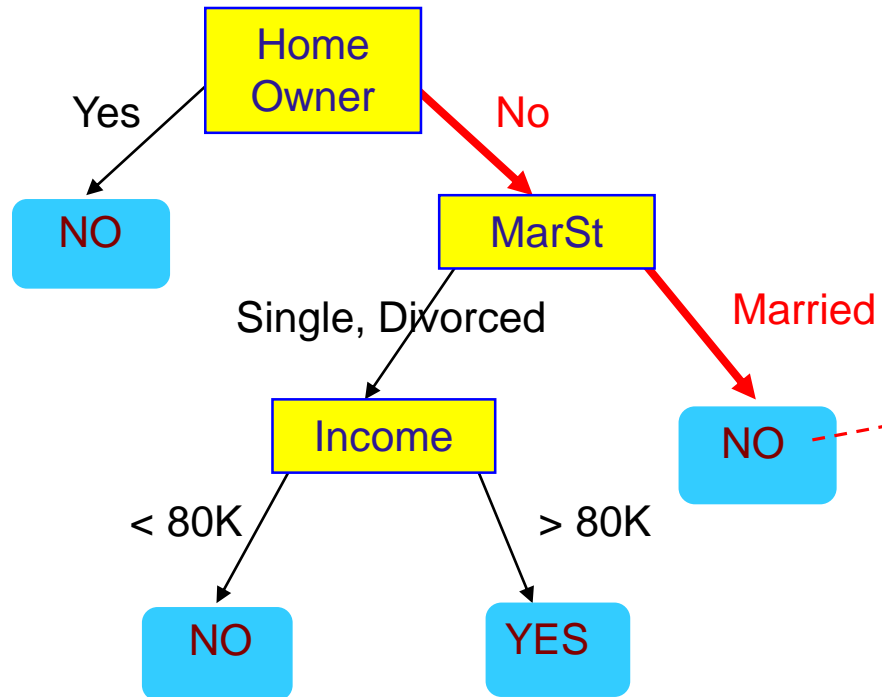 Home
Owner
Yes
No
NO
MarSt
Single, Divorced
Married
Income
NO
< 80K
> 80K
NO
YES